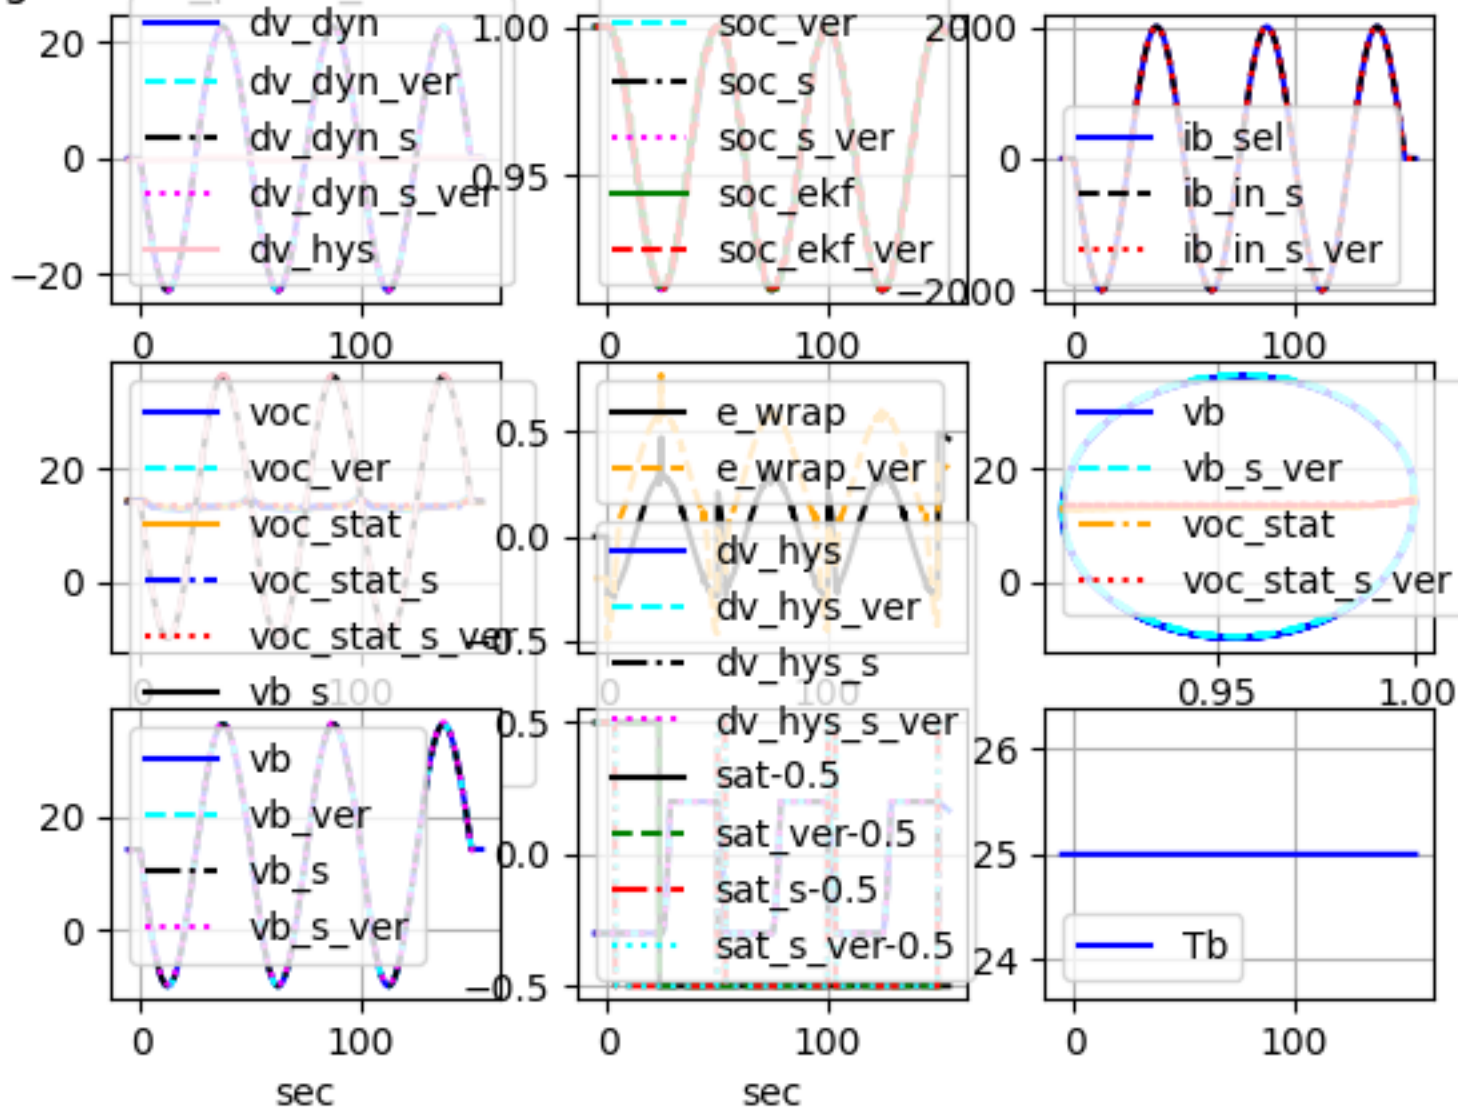 20
0
−20
0
100
dv_dyn
dv_dyn_ver
dv_dyn_s
dv_dyn_s_ver
dv_hys
1.00
0.95
0
100
soc_ver
soc_s
soc_s_ver
soc_ekf
soc_ekf_ver
2000
0
−2000
0
100
ib_sel
ib_in_s
ib_in_s_ver
20
0
0
100
voc
voc_ver
voc_stat
voc_stat_s
voc_stat_s_ver
vb_s
0.5
0.0
−0.5
0
100
e_wrap
e_wrap_ver
20
0
0.95
1.00
vb
vb_s_ver
voc_stat
voc_stat_s_ver
20
0
0
100
sec
vb
vb_ver
vb_s
vb_s_ver
0.5
0.0
−0.5
0
100
sec
dv_hys
dv_hys_ver
dv_hys_s
dv_hys_s_ver
sat-0.5
sat_ver-0.5
sat_s-0.5
sat_s_ver-0.5
26
25
24
0
100
Tb